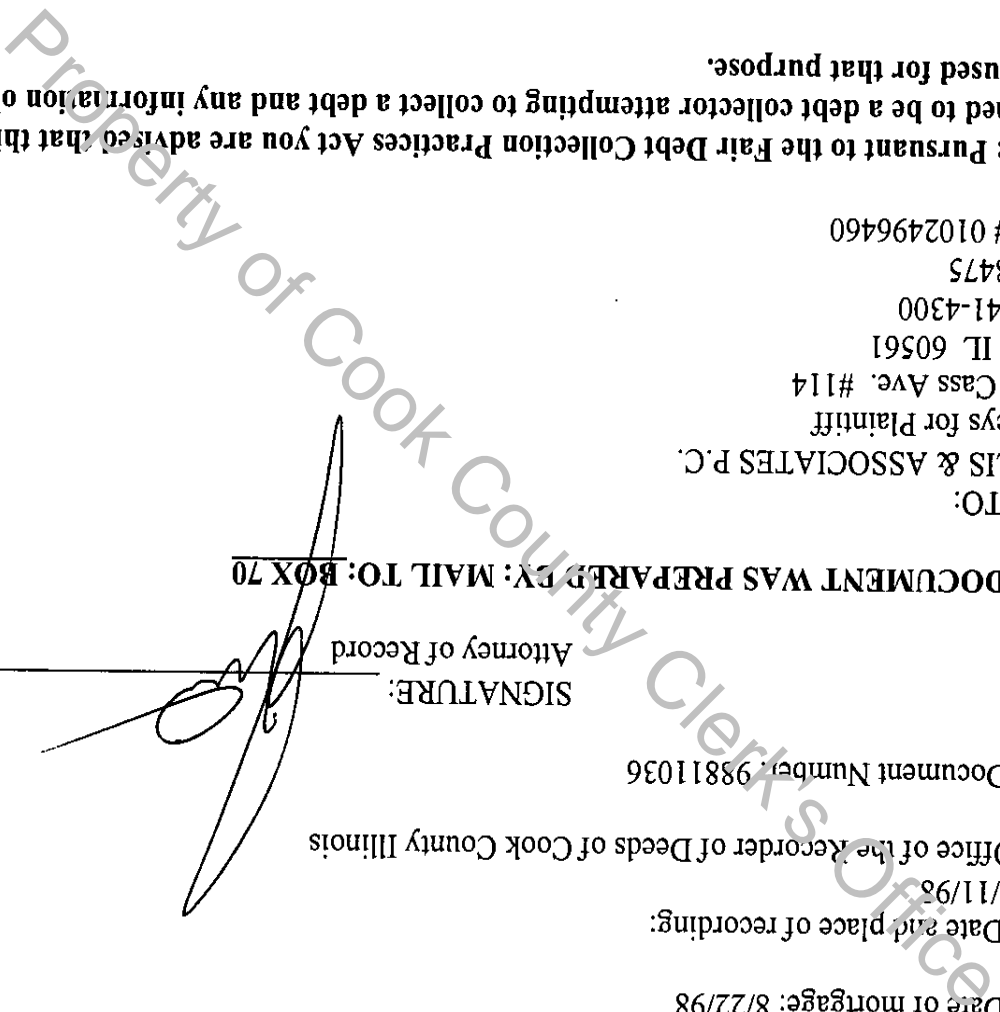 Date of mortgage: 8/22/98
Date and place of recording:
/11/98
Office of the Recorder of Deeds of Cook County Illinois
Document Number: 98811036
SIGNATURE:
Attorney of Record
DOCUMENT WAS PREPARED BY: MAIL TO: BOX 70
TO:
IS & ASSOCIATES P.C.
ys for Plaintiff
Cass Ave. #114
IL 60561
41-4300
3475
# 0102496460
: Pursuant to the Fair Debt Collection Practices Act you are advised that thi
ned to be a debt collector attempting to collect a debt and any information o
used for that purpose.
Property of Cook County Clerk's Office